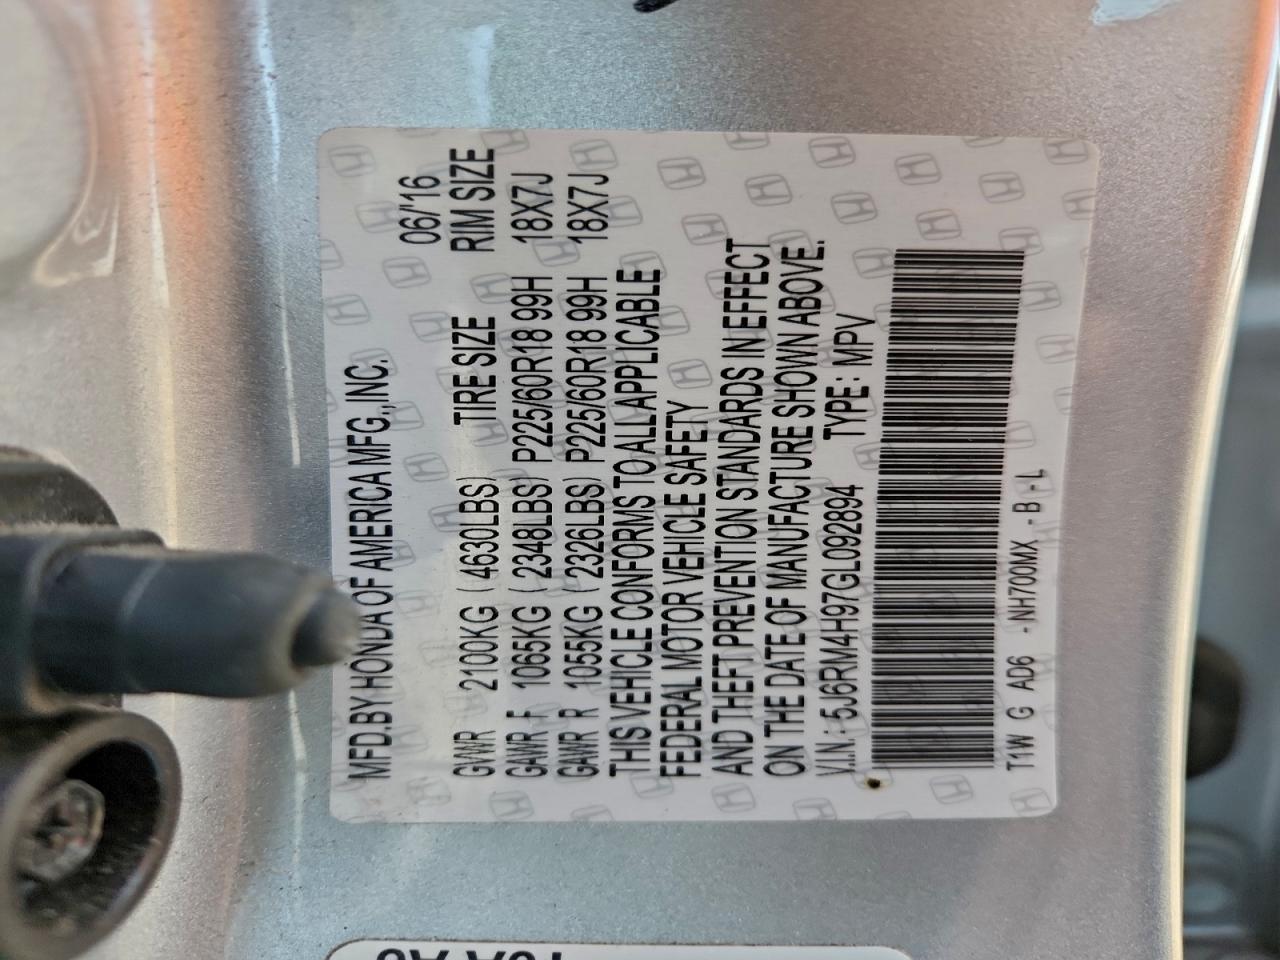 MFD.BY HONDA OF AMERICA MFG.,INC.
06/'16
GVWR 2100KG ( 4630LBS) TIRE SIZE RIM SIZE
GAWR F 1065KG ( 2348LBS) P225/60R18 99H 18X7J
GAWR R 1055KG ( 2326LBS) P225/60R18 99H 18X7J
THIS VEHICLE CONFORMS TO ALL APPLICABLE
FEDERAL MOTOR VEHICLE SAFETY
AND THEFT PREVENTION STANDARDS IN EFFECT
ON THE DATE OF MANUFACTURE SHOWN ABOVE.
V.I.N : 5J6RM4H97GL092894 TYPE : MPV
T1W G AD6 - NH700MX - B - L